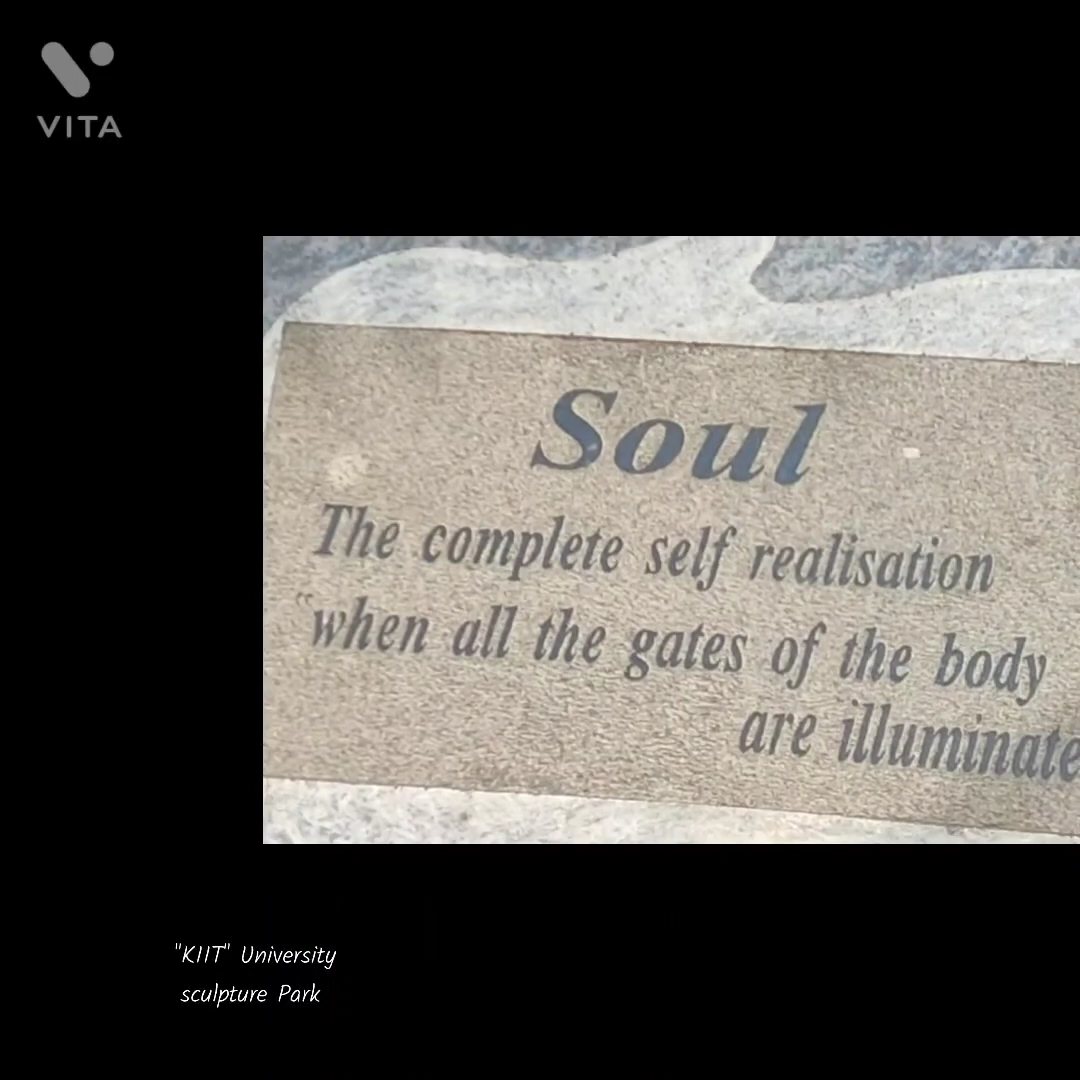 VITA
Soul
The complete self realisation
"when all the gates of the body
are illuminate
"KIIT" University
sculpture Park